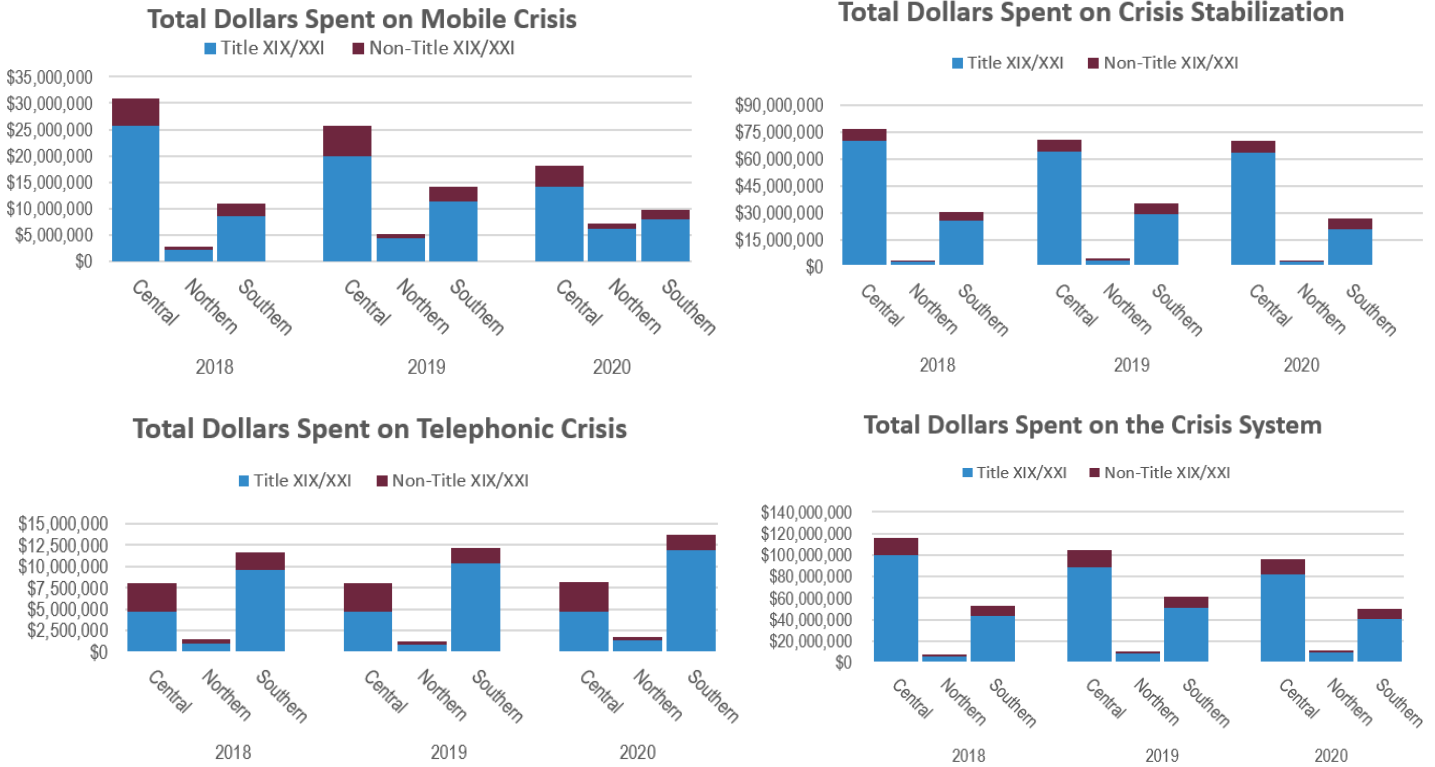 Total Dollars Spent on Mobile Crisis
Title XIX/XXI Non-Title XIX/XXI
$35,000,000
$30,000,000
$25,000,000
$20,000,000
$15,000,000
$10,000,000
$5,000,000
$0
Central Northern Southern Central Northern Southern Central Northern Southern
2018 2019 2020
Total Dollars Spent on Crisis Stabilization
Title XIX/XXI Non-Title XIX/XXI
$90,000,000
$75,000,000
$60,000,000
$45,000,000
$30,000,000
$15,000,000
$0
Central Northern Southern Central Northern Southern Central Northern Southern
2018 2019 2020
Total Dollars Spent on Telephonic Crisis
Title XIX/XXI Non-Title XIX/XXI
$15,000,000
$12,500,000
$10,000,000
$7,500,000
$5,000,000
$2,500,000
$0
Central Northern Southern Central Northern Southern Central Northern Southern
2018 2019 2020
Total Dollars Spent on the Crisis System
Title XIX/XXI Non-Title XIX/XXI
$140,000,000
$120,000,000
$100,000,000
$80,000,000
$60,000,000
$40,000,000
$20,000,000
$0
Central Northern Southern Central Northern Southern Central Northern Southern
2018 2019 2020